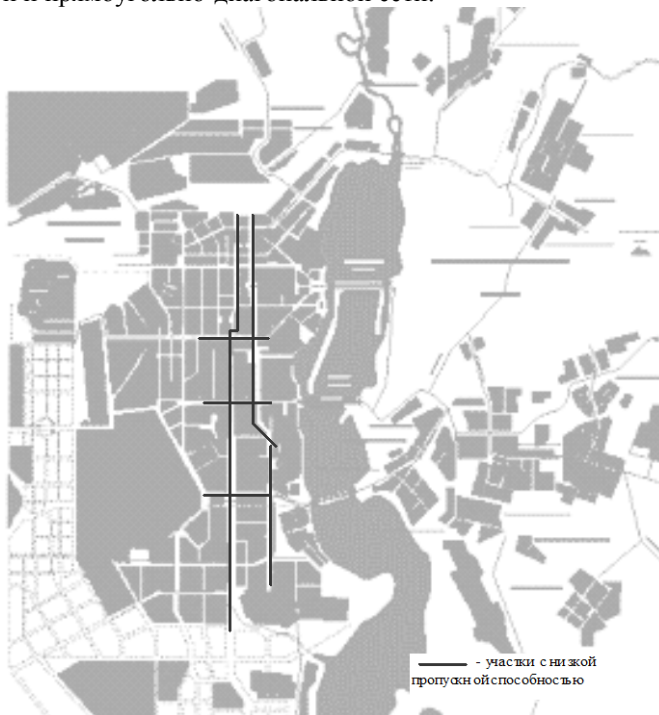 прямоугольно-диагональной сети.
- участки с низкой
пропускной способностью